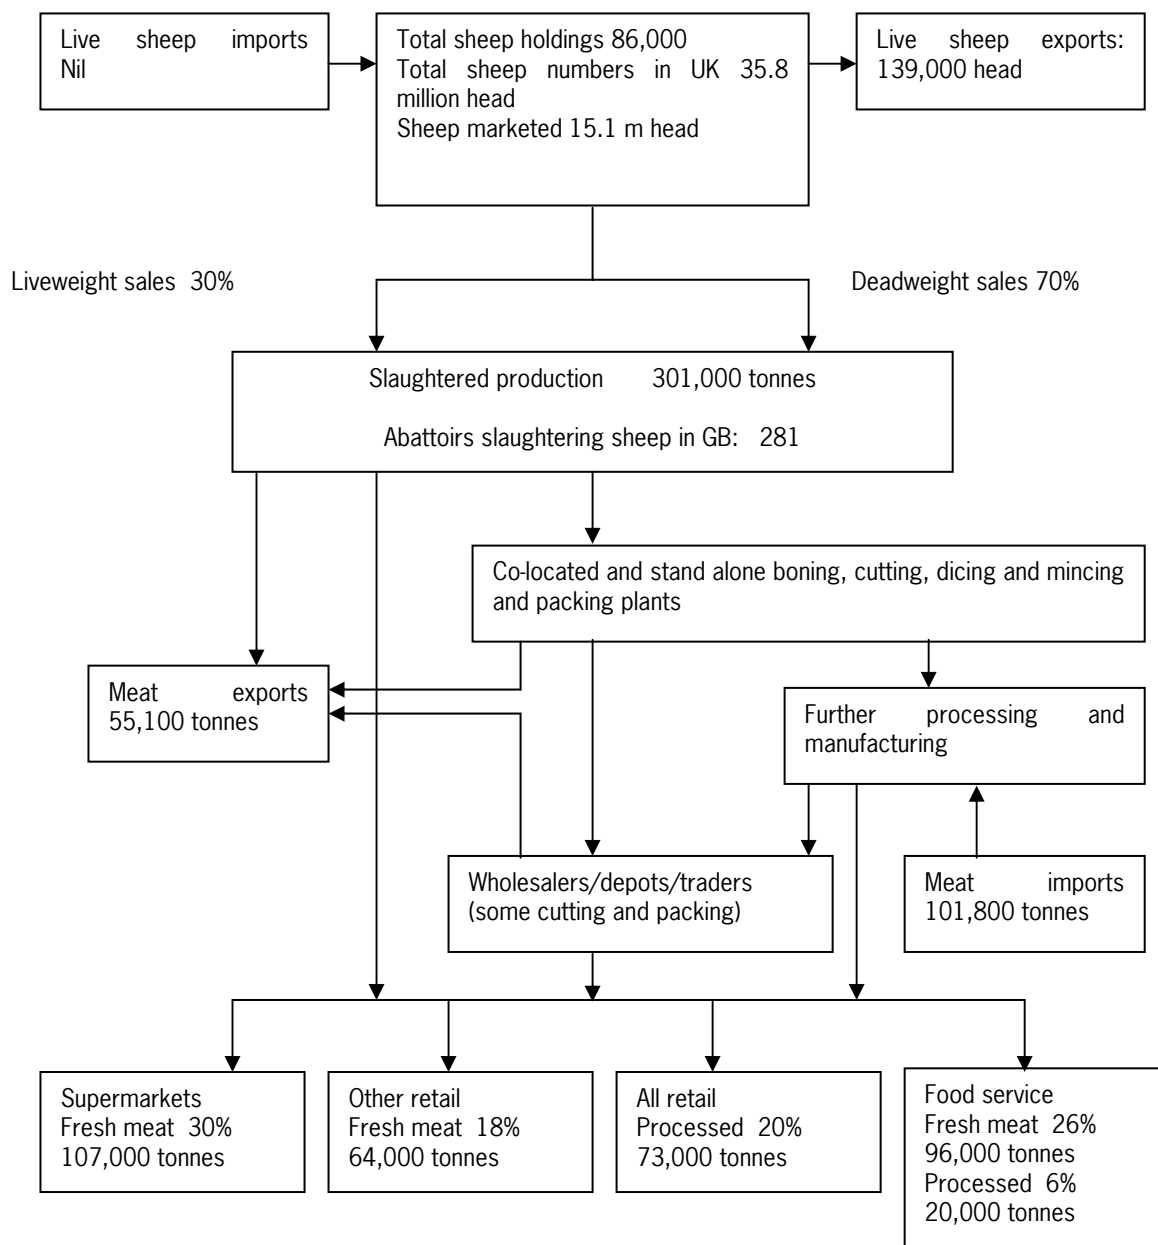 Live sheep imports
Nil
Total sheep holdings 86,000
Total sheep numbers in UK 35.8
million head
Sheep marketed 15.1 m head
Live sheep exports:
139,000 head
Liveweight sales 30%
Deadweight sales 70%
Slaughtered production 301,000 tonnes
Abattoirs slaughtering sheep in GB: 281
Co-located and stand alone boning, cutting, dicing and mincing
and packing plants
Meat exports
55,100 tonnes
Further processing and
manufacturing
Wholesalers/depots/traders
(some cutting and packing)
Meat imports
101,800 tonnes
Supermarkets
Fresh meat 30%
107,000 tonnes
Other retail
Fresh meat 18%
64,000 tonnes
All retail
Processed 20%
73,000 tonnes
Food service
Fresh meat 26%
96,000 tonnes
Processed 6%
20,000 tonnes